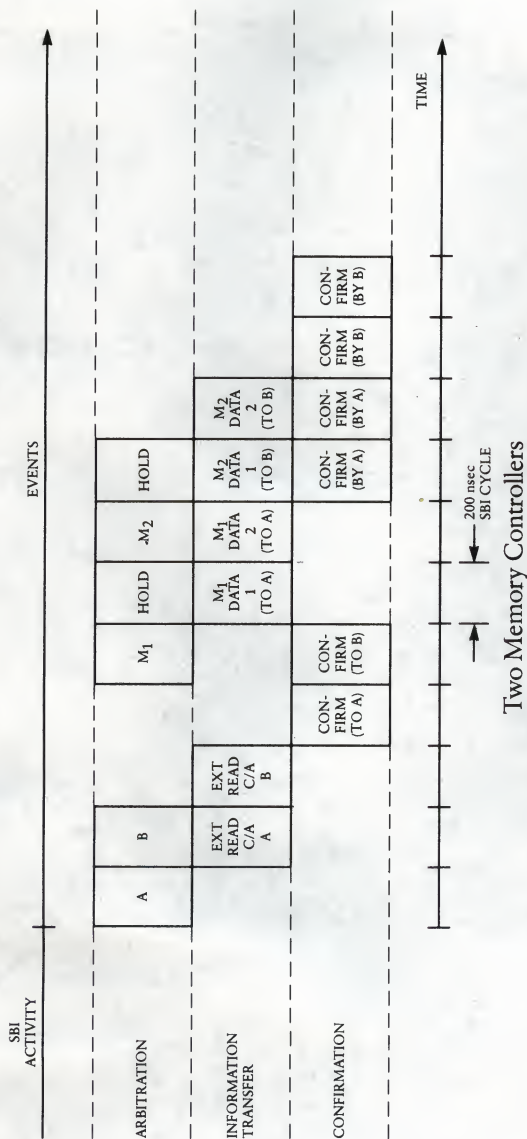 SBI
ACTIVITY
EVENTS
ARBITRATION
A
B
M1
HOLD
-M2
HOLD
INFORMATION
TRANSFER
EXT
READ
C/A
A
EXT
READ
C/A
B
M1
DATA
1
(TO A)
M1
DATA
2
(TO A)
M2
DATA
1
(TO B)
M2
DATA
2
(TO B)
CONFIRMATION
CON-
FIRM
(TO A)
CON-
FIRM
(TO B)
CON-
FIRM
(BY A)
CON-
FIRM
(BY A)
CON-
FIRM
(BY B)
CON-
FIRM
(BY B)
TIME
200 nsec
SBI CYCLE
Two Memory Controllers